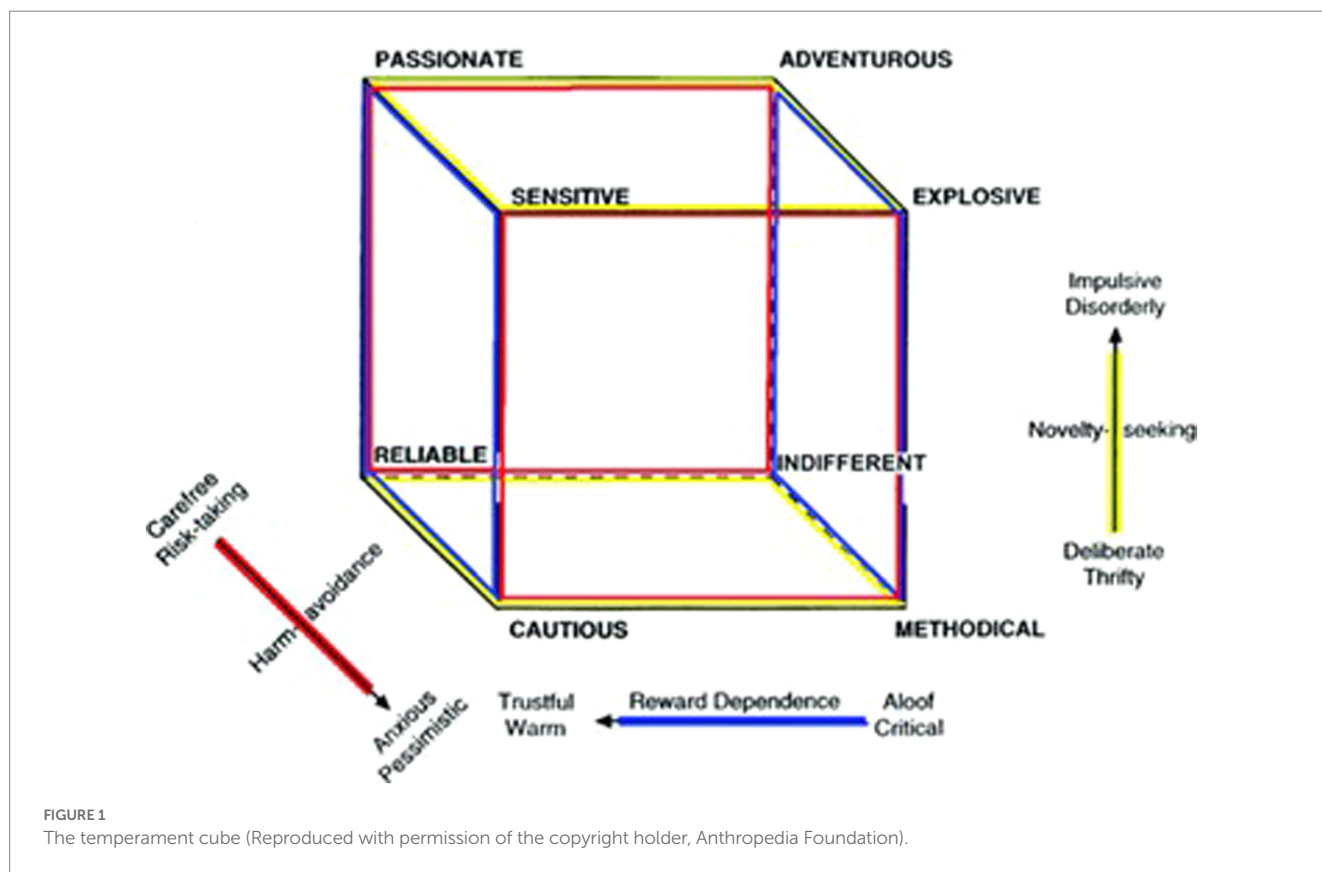 PASSIONATE
ADVENTUROUS
SENSITIVE
EXPLOSIVE
Impulsive
Disorderly
Novelty- seeking
RELIABLE
INDIFFERENT
Carefree
Risk-taking
Harm- avoidance
Deliberate
Thrifty
CAUTIOUS
METHODICAL
Anxious
Pessimistic
Trustful
Warm
Reward Dependence
Aloof
Critical
FIGURE 1
The temperament cube (Reproduced with permission of the copyright holder, Anthropedia Foundation).